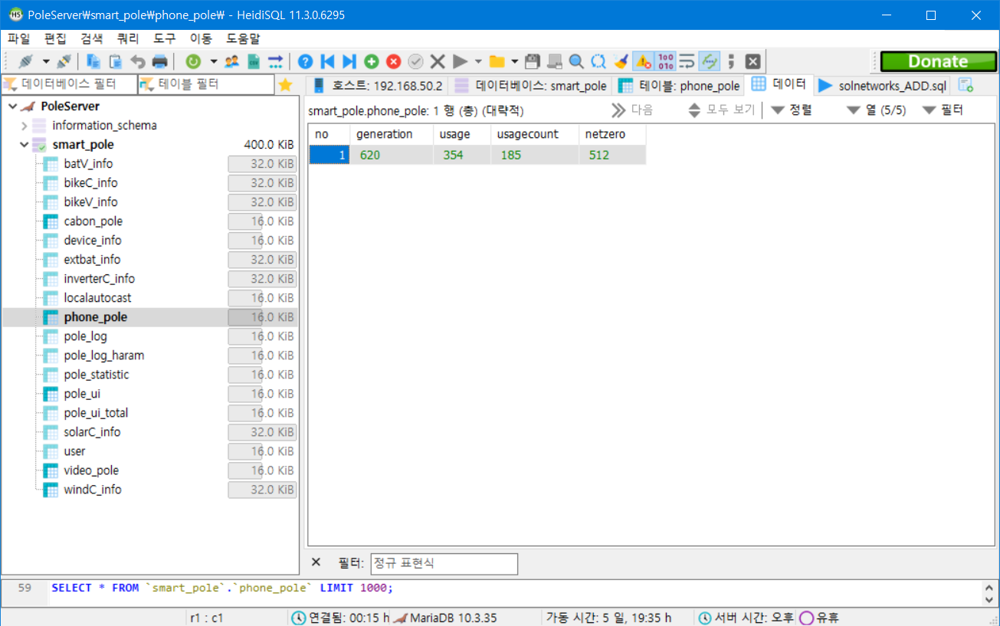 PoleServer₩smart_pole₩phone_pole₩ - HeidiSQL 11.3.0.6295
파일 편집 검색 쿼리 도구 이동 도움말
Donate
데이터베이스 필터 테이블 필터
호스트: 192.168.50.2 데이터베이스: smart_pole 테이블: phone_pole 데이터 solnetworks_ADD.sql
smart_pole.phone_pole: 1 행 (총) (대략적) 다음 모두 보기 정렬 열 (5/5) 필터
PoleServer
information_schema
smart_pole 400.0 KiB
batV_info 32.0 KiB
bikeC_info 32.0 KiB
bikeV_info 32.0 KiB
cabon_pole 16.0 KiB
device_info 16.0 KiB
extbat_info 32.0 KiB
inverterC_info 32.0 KiB
localautocast 16.0 KiB
phone_pole 16.0 KiB
pole_log 16.0 KiB
pole_log_haram 16.0 KiB
pole_statistic 16.0 KiB
pole_ui 16.0 KiB
pole_ui_total 16.0 KiB
solarC_info 32.0 KiB
user 16.0 KiB
video_pole 16.0 KiB
windC_info 32.0 KiB
no generation usage usagecount netzero
1 620 354 185 512
필터: 정규 표현식
59 SELECT * FROM `smart_pole`.`phone_pole` LIMIT 1000;
r1 : c1 연결됨: 00:15 h MariaDB 10.3.35 가동 시간: 5 일, 19:35 h 서버 시간: 오후 유휴